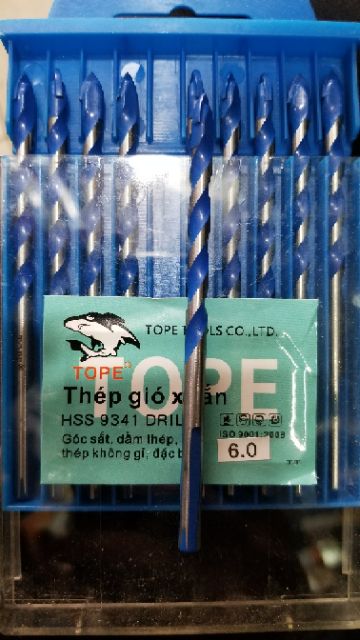 TOPE TOOLS CO.,LTD.
TOPE
TOPE
Thép gió xoắn
HSS 9341 DRIL
ISO 9001:2008
Góc sắt, dầm thép,
thép không gỉ, đặc b
6.0